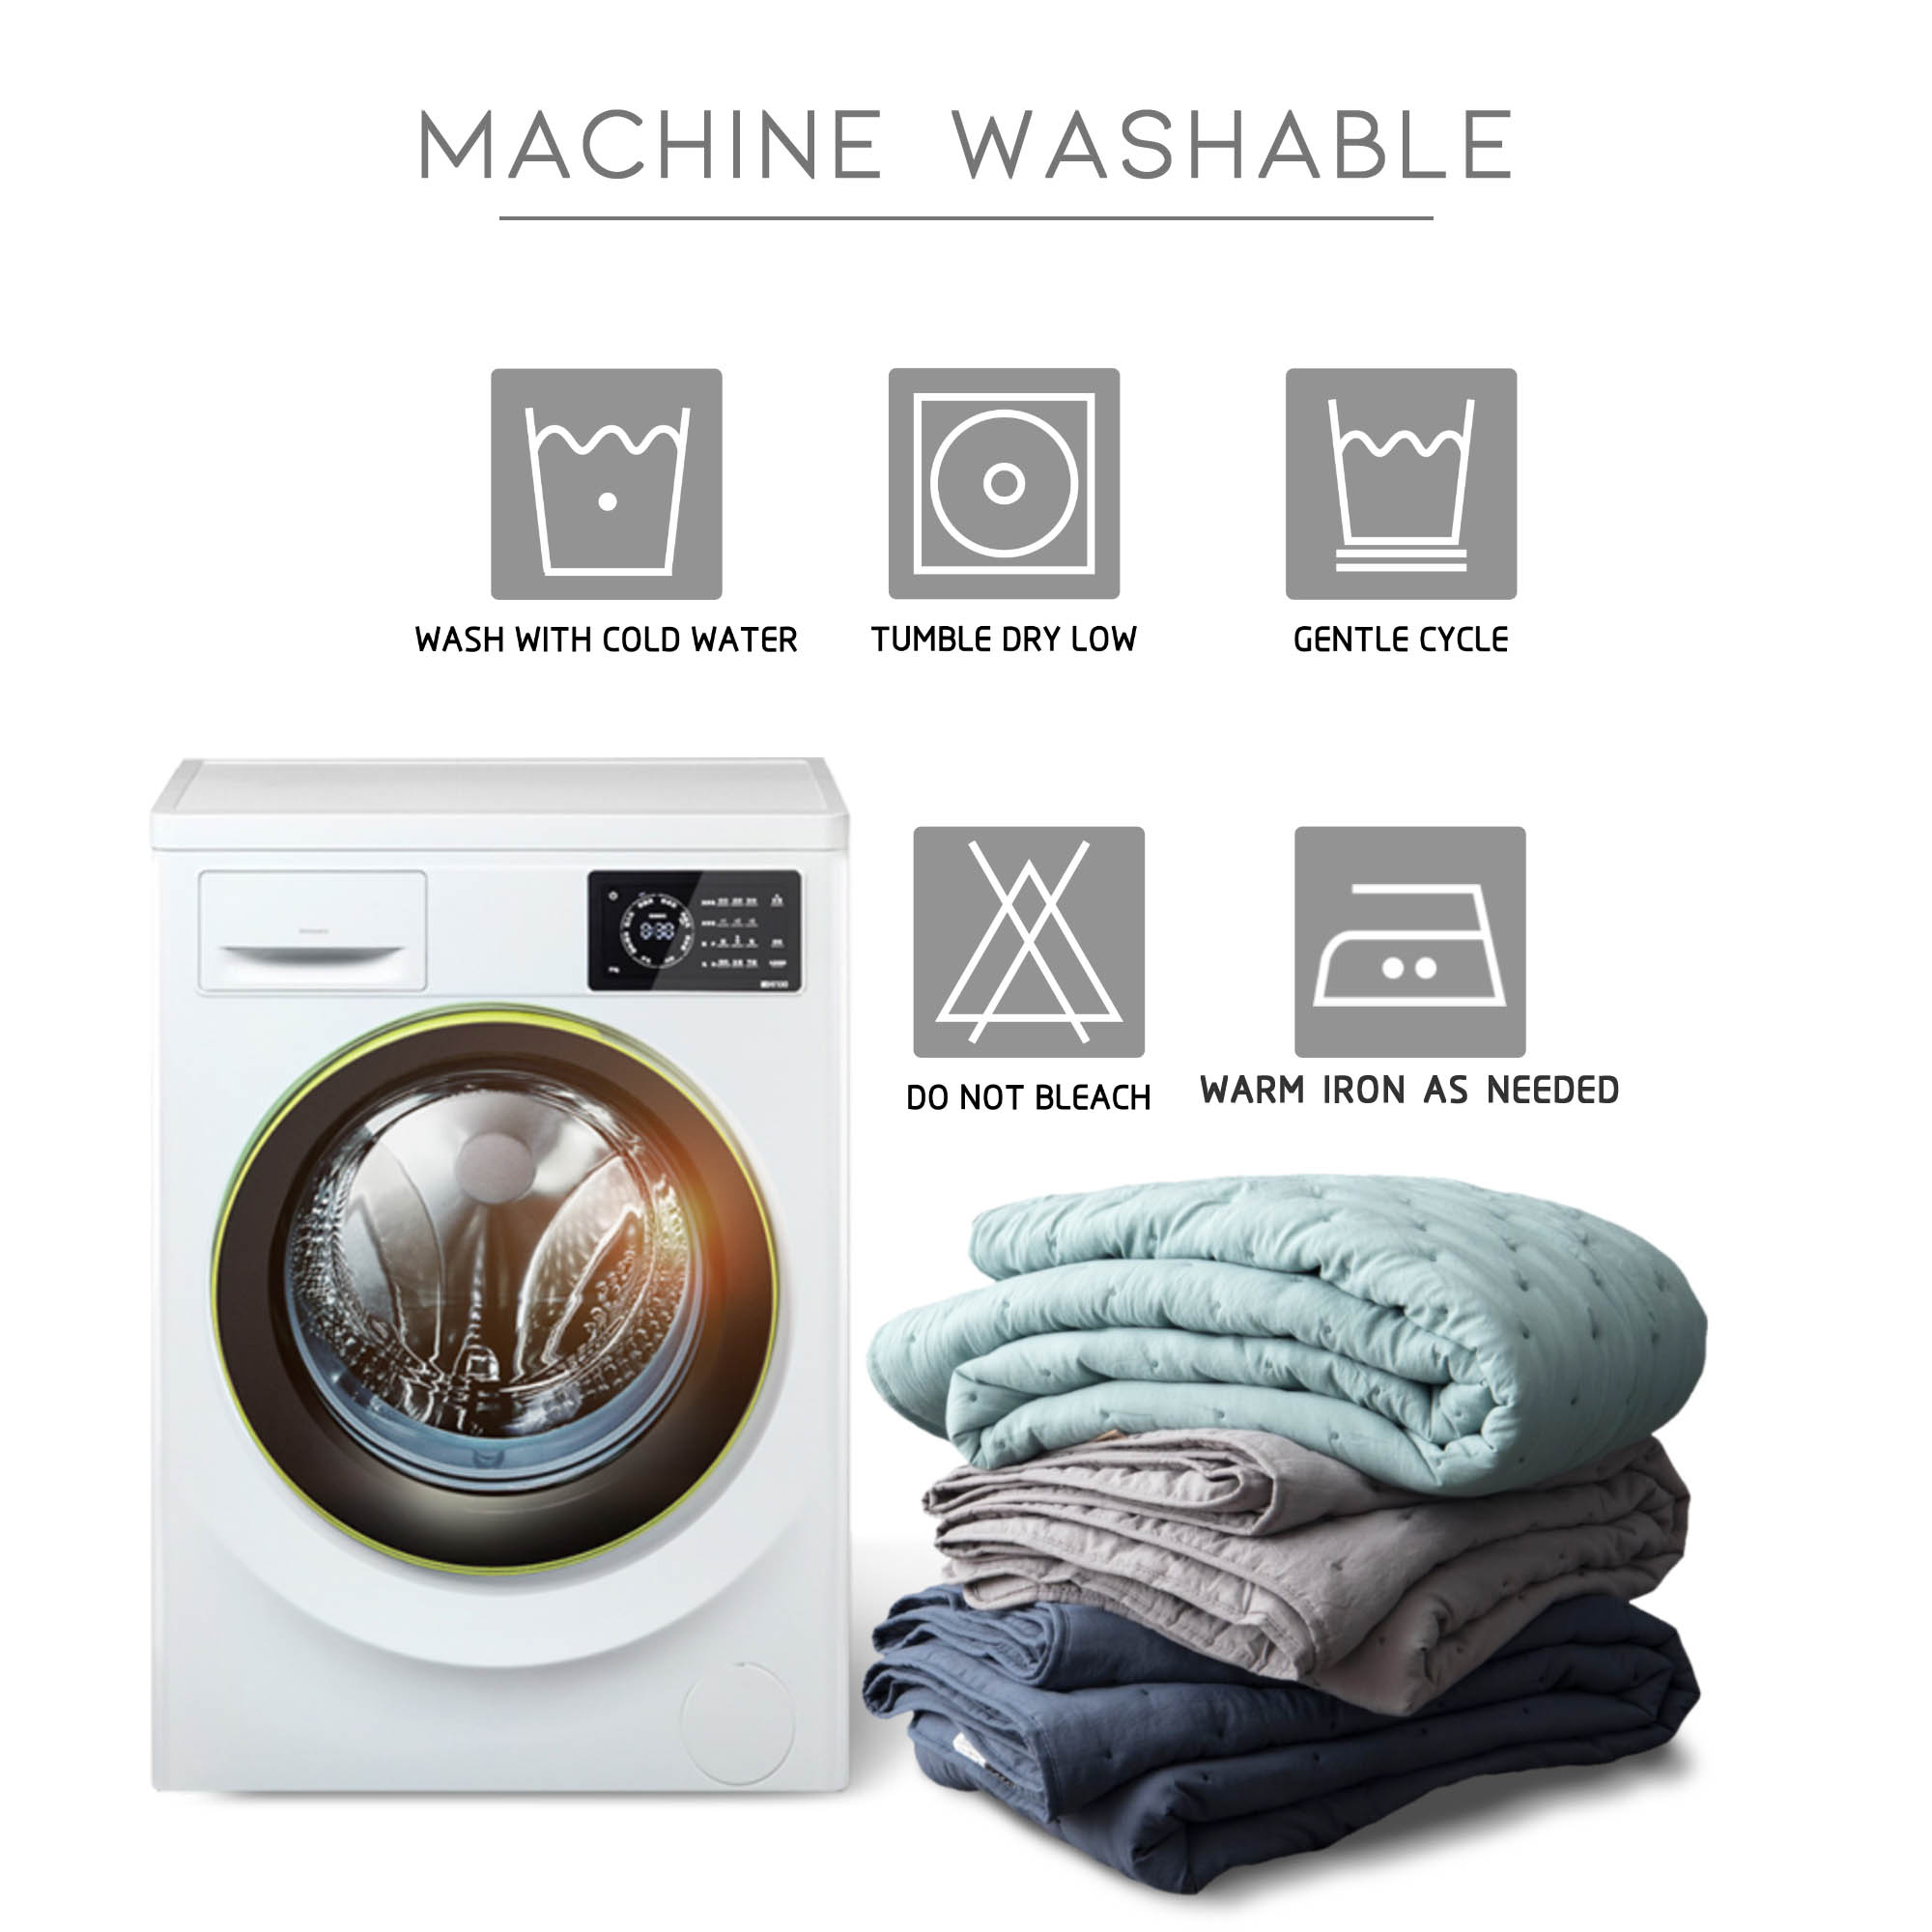 MACHINE WASHABLE
WASH WITH COLD WATER
TUMBLE DRY LOW
GENTLE CYCLE
DO NOT BLEACH
WARM IRON AS NEEDED